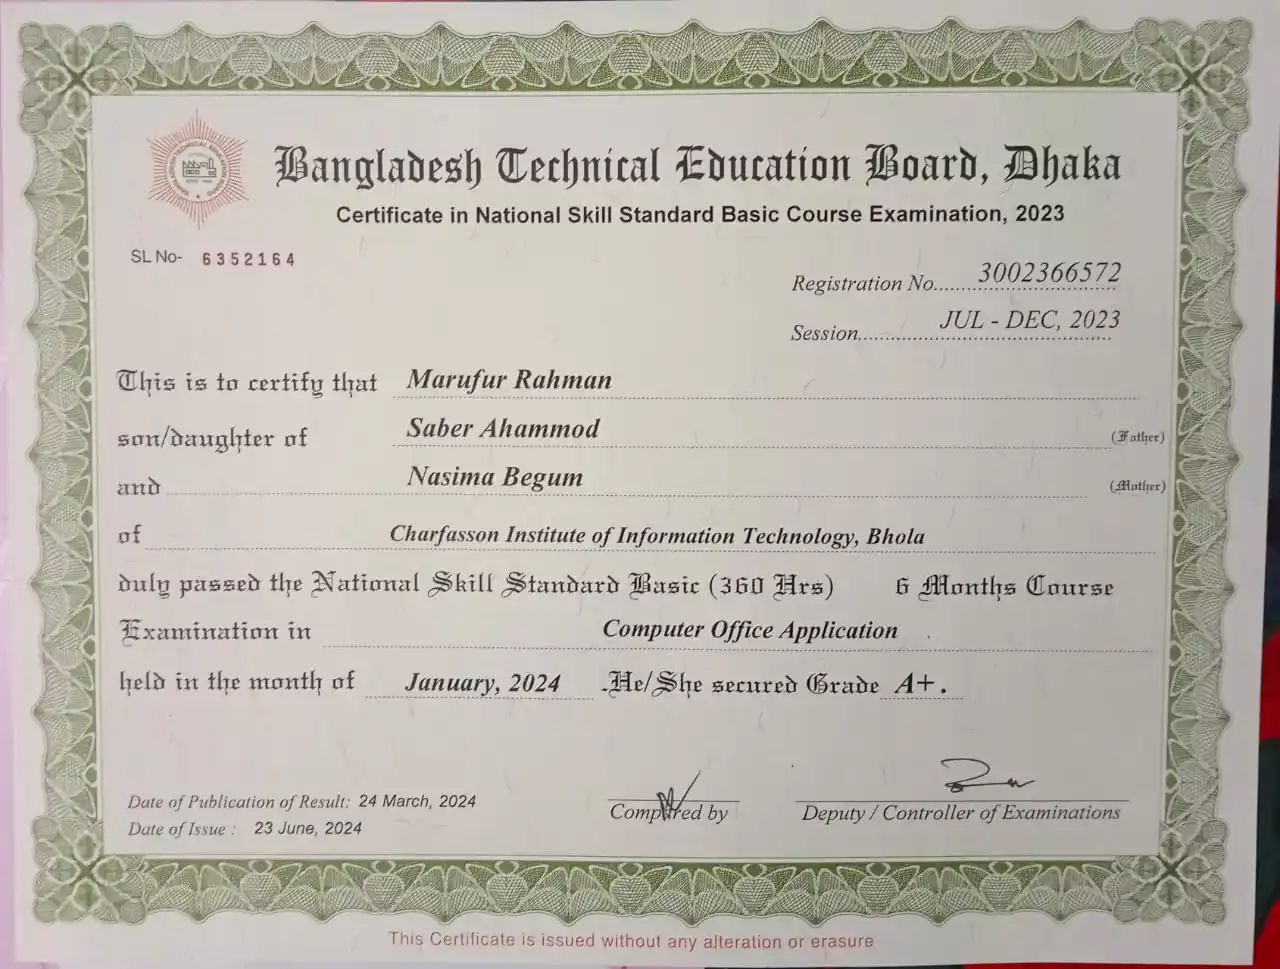 Bangladesh Technical Education Board, Dhaka
Certificate in National Skill Standard Basic Course Examination, 2023
SL No- 6352164
Registration No. 3002366572
Session JUL - DEC, 2023
This is to certify that Marufur Rahman
son/daughter of Saber Ahammod (Father)
and Nasima Begum (Mother)
of Charfasson Institute of Information Technology, Bhola
duly passed the National Skill Standard Basic (360 Hrs) 6 Months Course
Examination in Computer Office Application
held in the month of January, 2024 .He/She secured Grade A+.
Date of Publication of Result: 24 March, 2024
Date of Issue : 23 June, 2024
Compared by
Deputy / Controller of Examinations
This Certificate is issued without any alteration or erasure